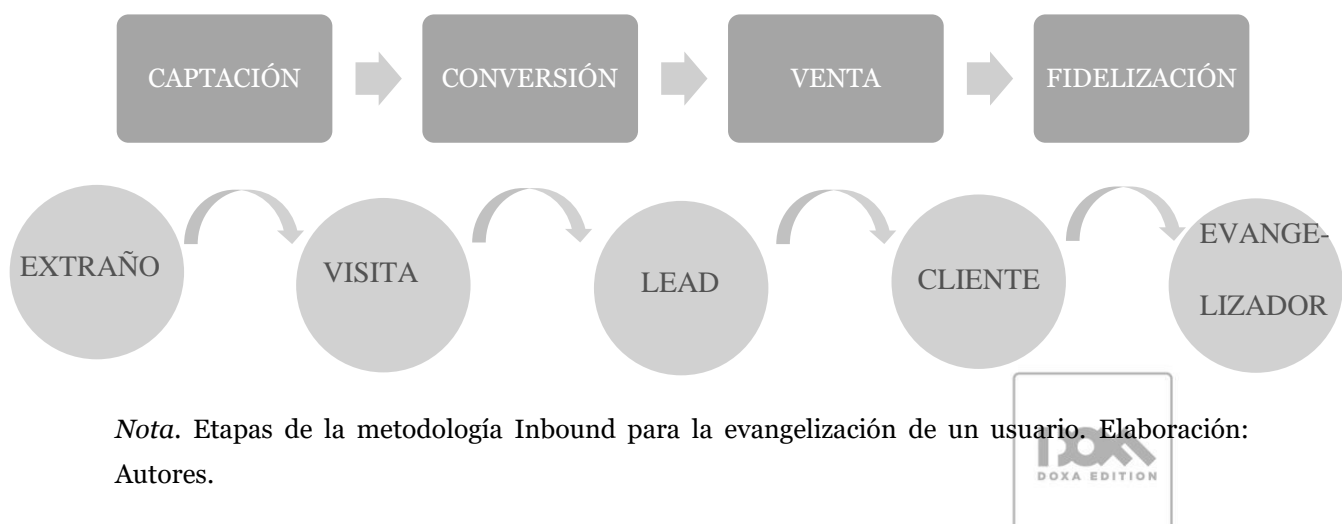 CAPTACIÓN
CONVERSIÓN
VENTA
FIDELIZACIÓN
EXTRAÑO
VISITA
LEAD
CLIENTE
EVANGE-
LIZADOR
Nota. Etapas de la metodología Inbound para la evangelización de un usuario. Elaboración:
Autores.
DOXA
DOXA EDITION